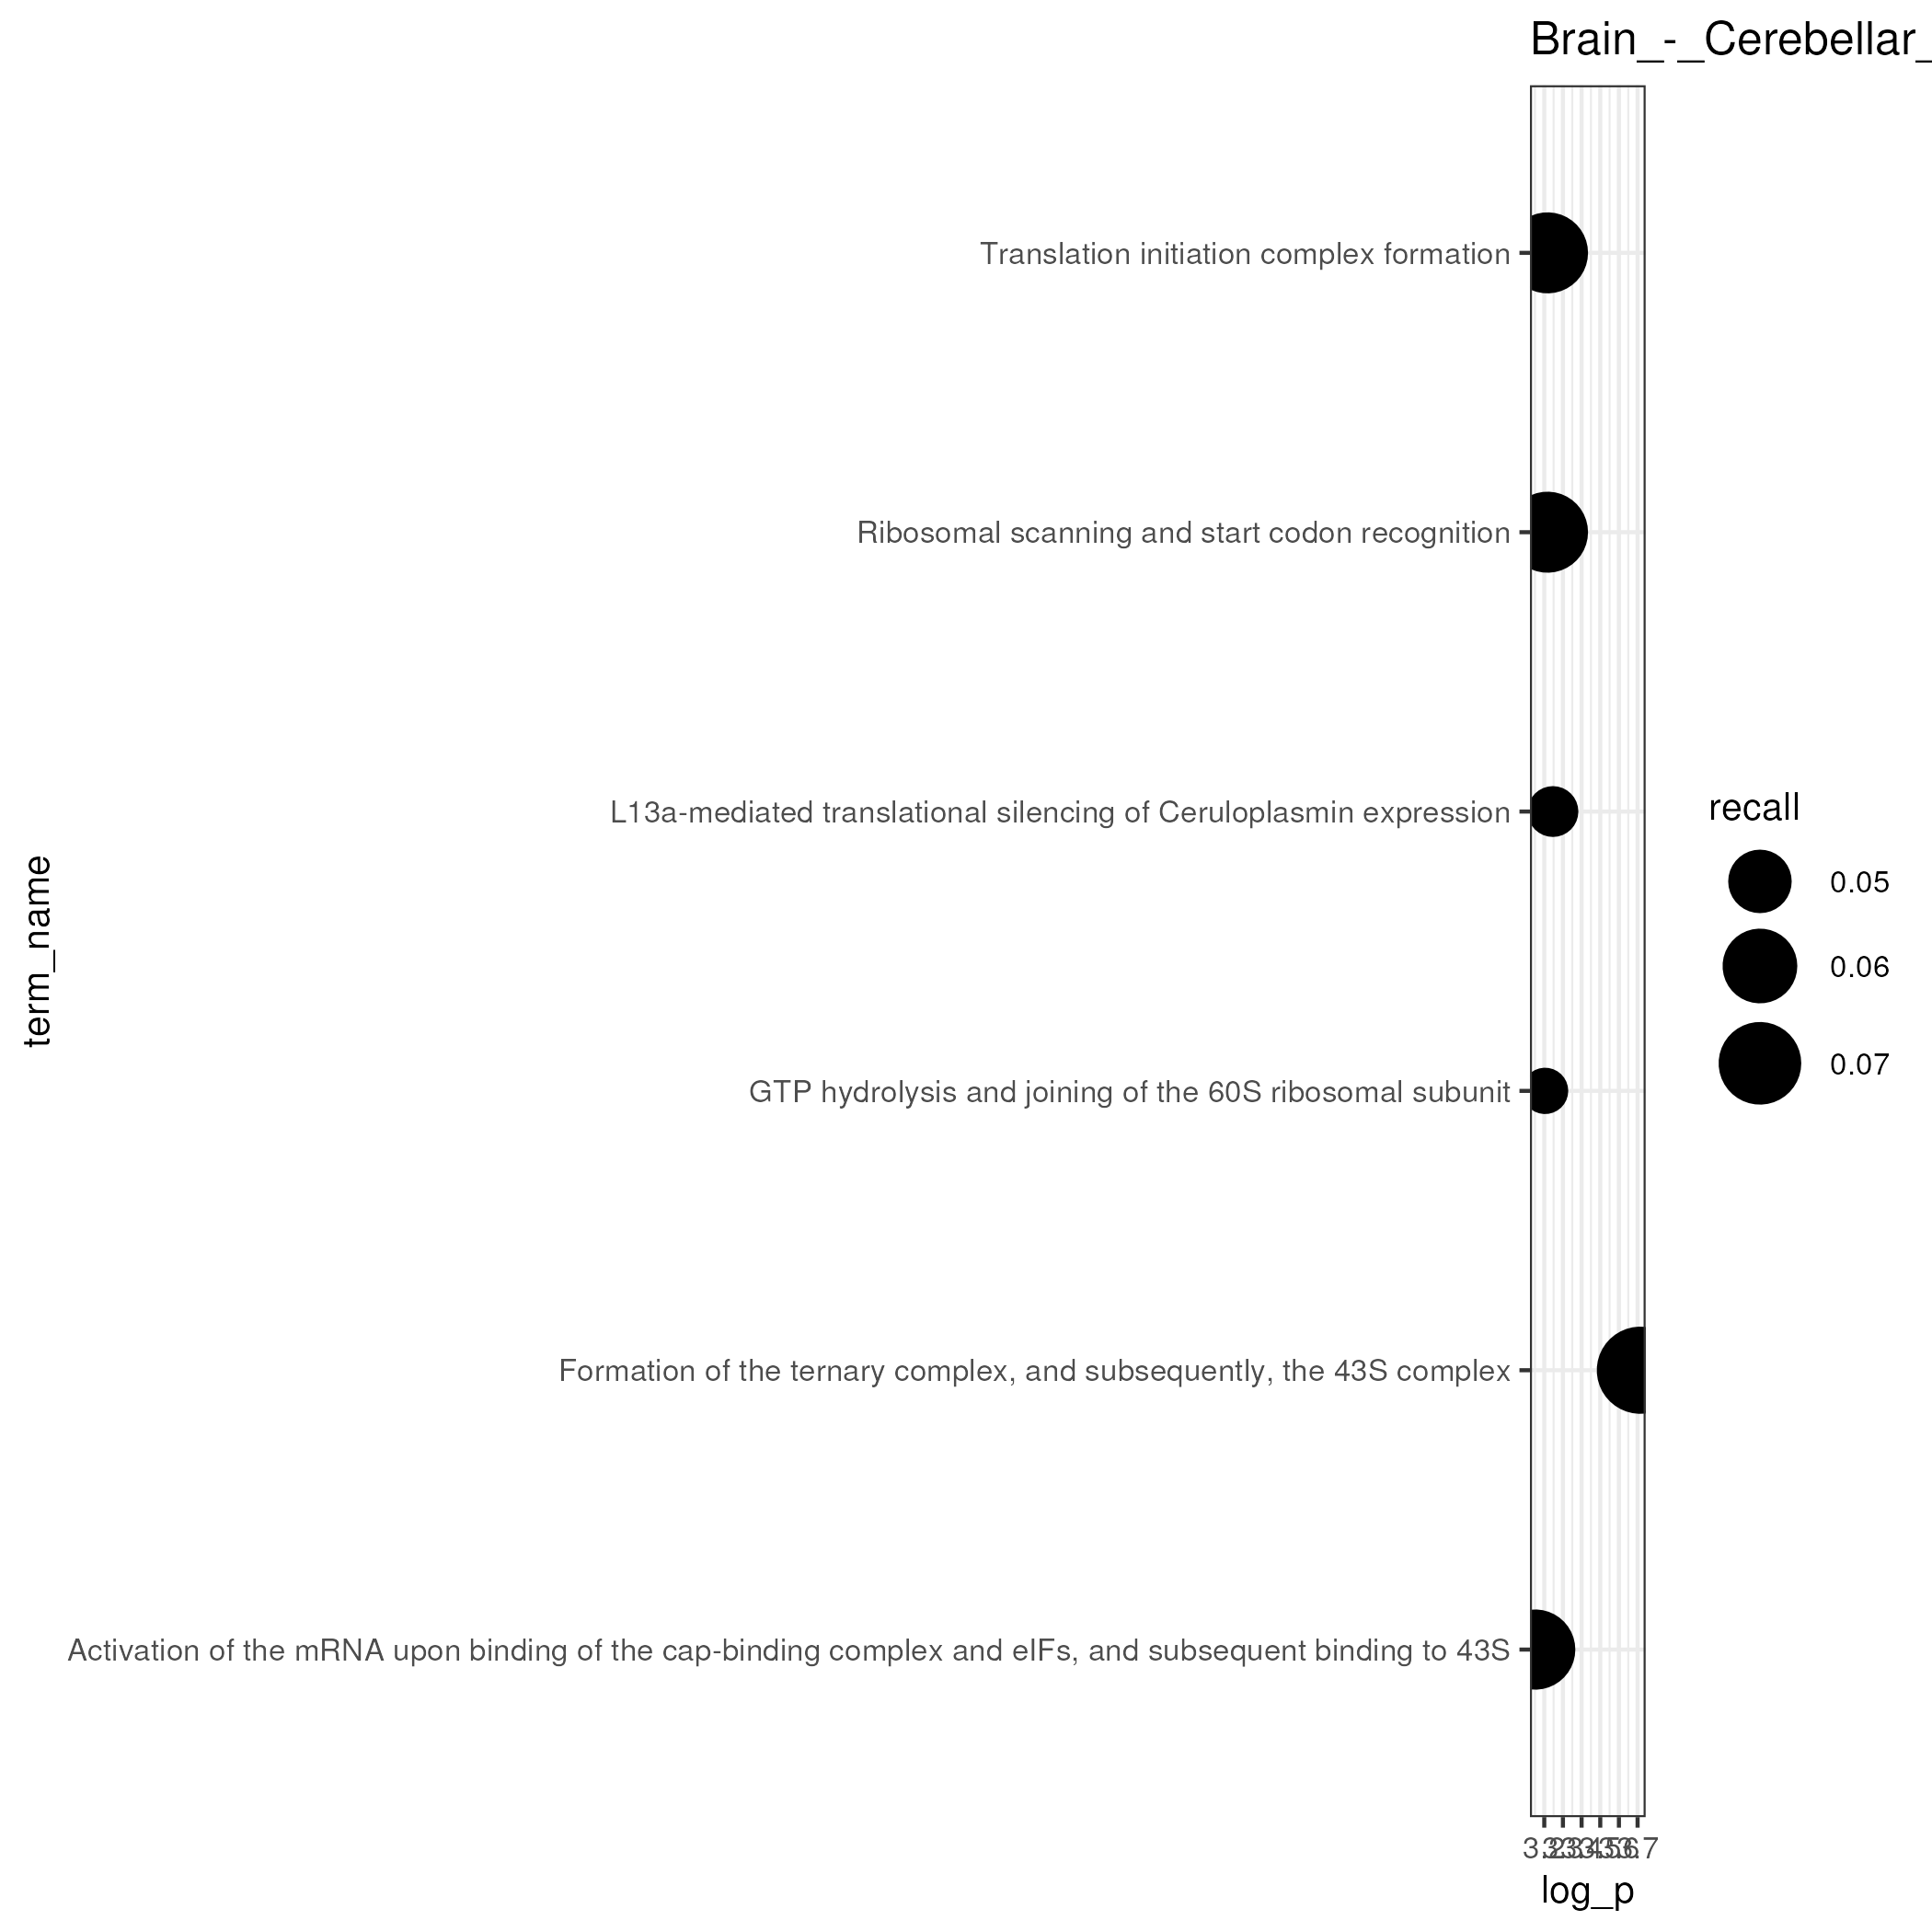 Brain_-_Cerebellar_
Translation initiation complex formation
Ribosomal scanning and start codon recognition
L13a-mediated translational silencing of Ceruloplasmin expression
GTP hydrolysis and joining of the 60S ribosomal subunit
Formation of the ternary complex, and subsequently, the 43S complex
Activation of the mRNA upon binding of the cap-binding complex and eIFs, and subsequent binding to 43S
term_name
log_p
recall
0.05
0.06
0.07